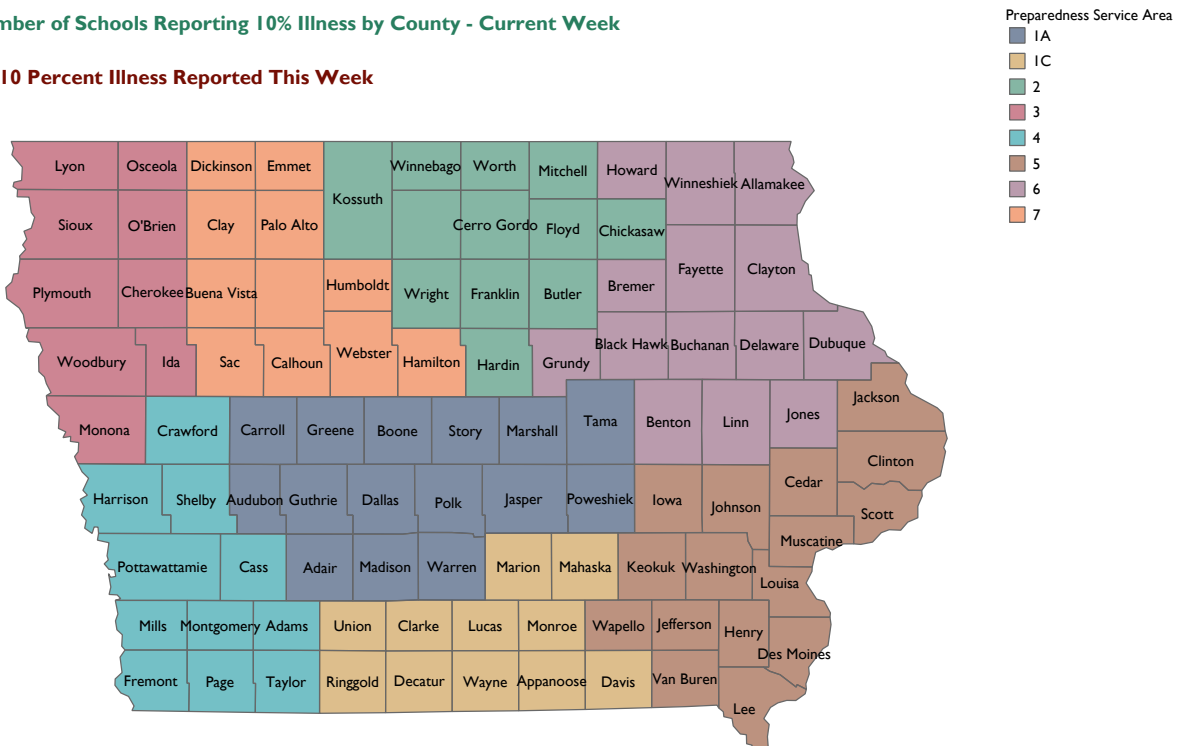 mber of Schools Reporting 10% Illness by County - Current Week
10 Percent Illness Reported This Week
Preparedness Service Area
1A
1C
2
3
4
5
6
7
Lyon
Osceola
Dickinson
Emmet
Kossuth
Winnebago
Worth
Mitchell
Howard
Winneshiek
Allamakee
Sioux
O'Brien
Clay
Palo Alto
Cerro Gordo
Floyd
Chickasaw
Fayette
Clayton
Plymouth
Cherokee
Buena Vista
Humboldt
Wright
Franklin
Butler
Bremer
Woodbury
Ida
Sac
Calhoun
Webster
Hamilton
Hardin
Grundy
Black Hawk
Buchanan
Delaware
Dubuque
Monona
Crawford
Carroll
Greene
Boone
Story
Marshall
Tama
Benton
Linn
Jones
Jackson
Harrison
Shelby
Audubon
Guthrie
Dallas
Polk
Jasper
Poweshiek
Iowa
Johnson
Cedar
Clinton
Scott
Pottawattamie
Cass
Adair
Madison
Warren
Marion
Mahaska
Keokuk
Washington
Muscatine
Louisa
Mills
Montgomery
Adams
Union
Clarke
Lucas
Monroe
Wapello
Jefferson
Henry
Des Moines
Fremont
Page
Taylor
Ringgold
Decatur
Wayne
Appanoose
Davis
Van Buren
Lee